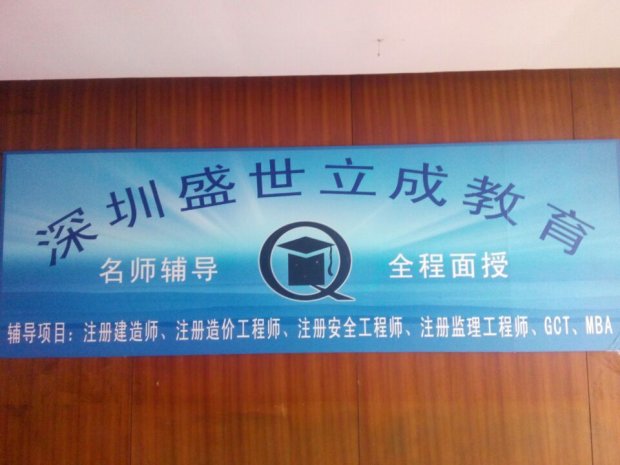 深圳盛世立成教育
名师辅导 全程面授
辅导项目：注册建造师、注册造价工程师、注册安全工程师、注册监理工程师、GCT、MBA